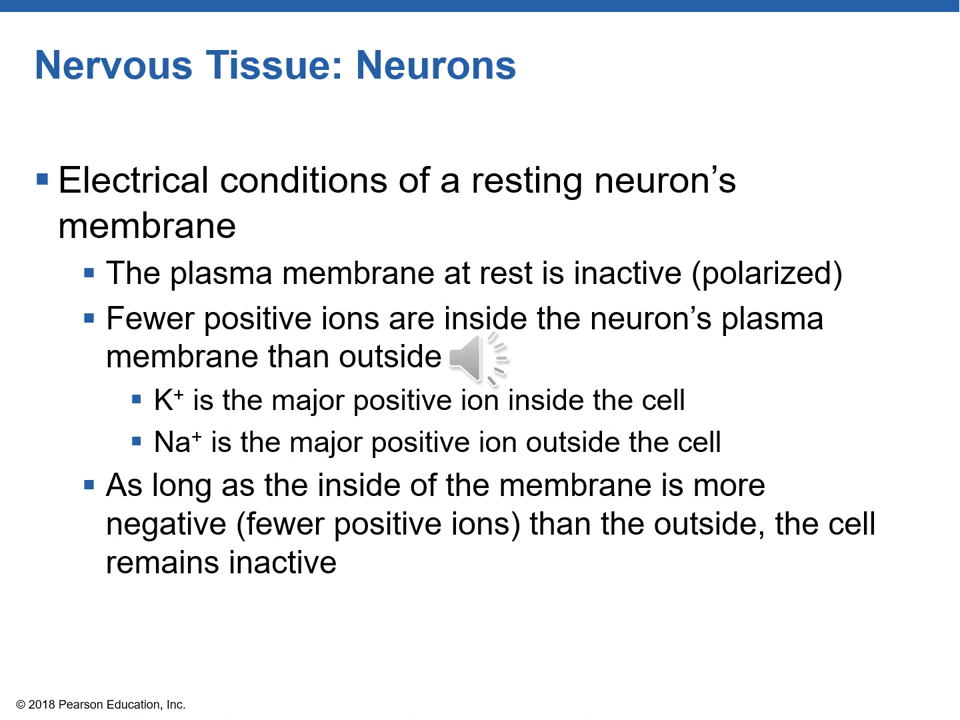 Nervous Tissue: Neurons
▪ Electrical conditions of a resting neuron’s
membrane
▪ The plasma membrane at rest is inactive (polarized)
▪ Fewer positive ions are inside the neuron’s plasma
membrane than outside
▪ K⁺ is the major positive ion inside the cell
▪ Na⁺ is the major positive ion outside the cell
▪ As long as the inside of the membrane is more
negative (fewer positive ions) than the outside, the cell
remains inactive
© 2018 Pearson Education, Inc.